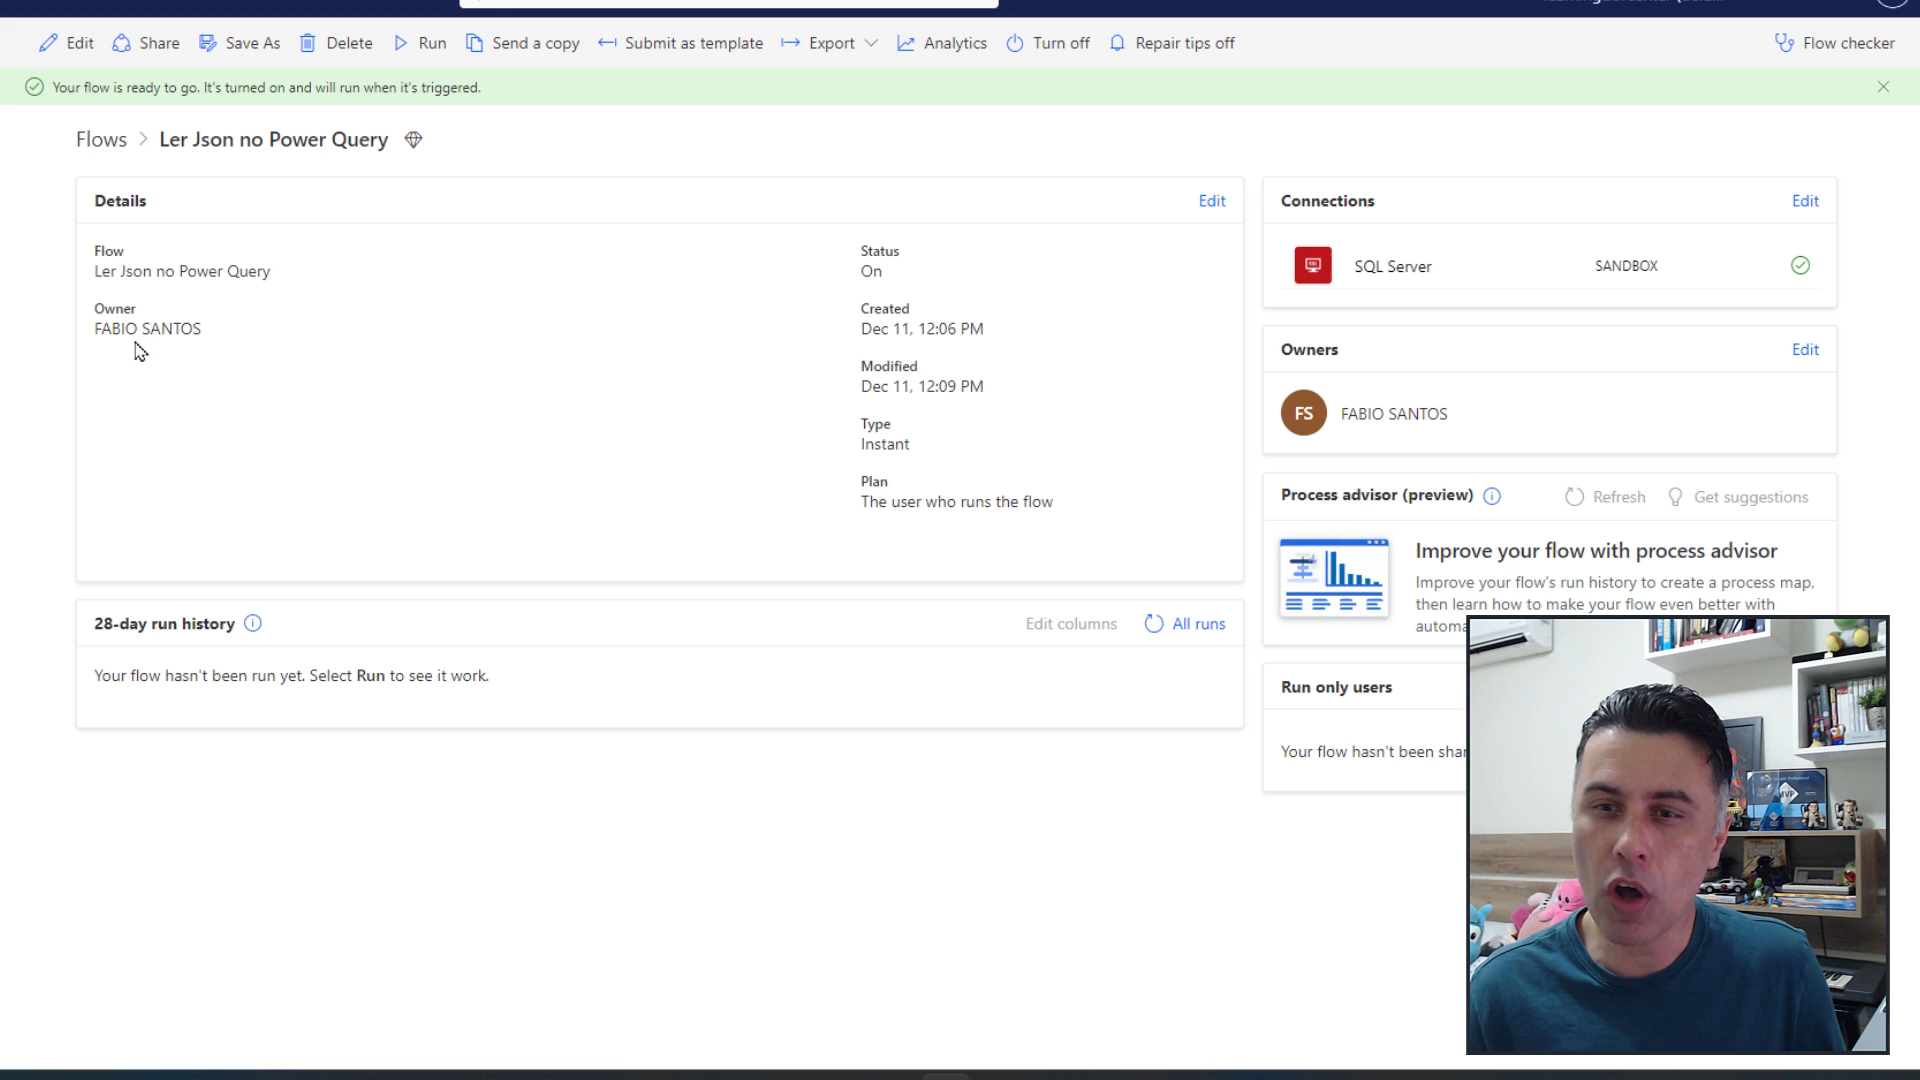 Edit Share Save As Delete Run Send a copy Submit as template Export Analytics Turn off Repair tips off Flow checker
Your flow is ready to go. It's turned on and will run when it's triggered.
Flows > Ler Json no Power Query
Details Edit
Flow
Ler Json no Power Query
Owner
FABIO SANTOS
Status
On
Created
Dec 11, 12:06 PM
Modified
Dec 11, 12:09 PM
Type
Instant
Plan
The user who runs the flow
28-day run history Edit columns All runs
Your flow hasn't been run yet. Select Run to see it work.
Connections Edit
SQL Server SANDBOX
Owners Edit
FS FABIO SANTOS
Process advisor (preview) Refresh Get suggestions
Improve your flow with process advisor
Improve your flow's run history to create a process map,
then learn how to make your flow even better with
Run only users
Your flow hasn't been
MVP